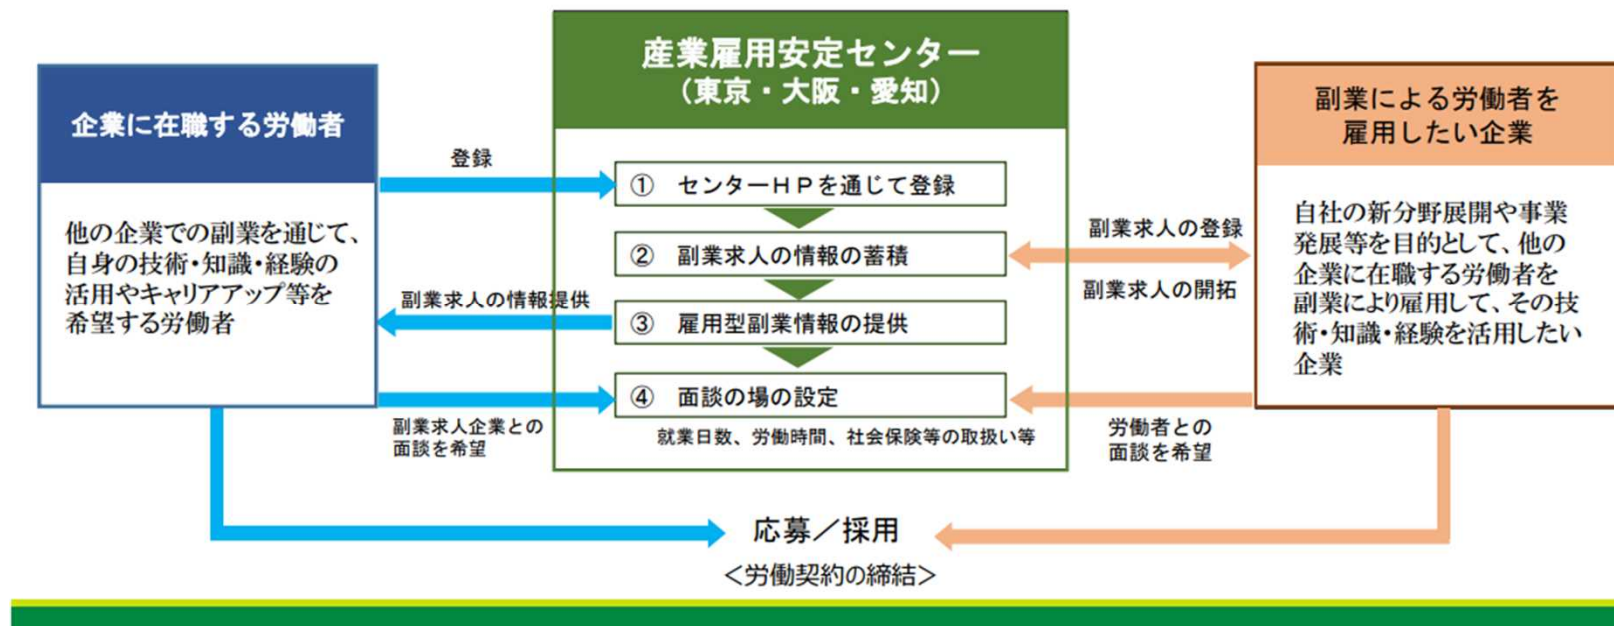 産業雇用安定センター
（東京・大阪・愛知）
企業に在職する労働者
他の企業での副業を通じて、
自身の技術・知識・経験の
活用やキャリアアップ等を
希望する労働者
登録
① センターＨＰを通じて登録
② 副業求人の情報の蓄積
副業求人の情報提供
③ 雇用型副業情報の提供
④ 面談の場の設定
就業日数、労働時間、社会保険等の取扱い等
副業求人企業との
面談を希望
副業求人の登録
副業求人の開拓
労働者との
面談を希望
副業による労働者を
雇用したい企業
自社の新分野展開や事業
発展等を目的として、他の
企業に在職する労働者を
副業により雇用して、その技
術・知識・経験を活用したい
企業
応募／採用
＜労働契約の締結＞